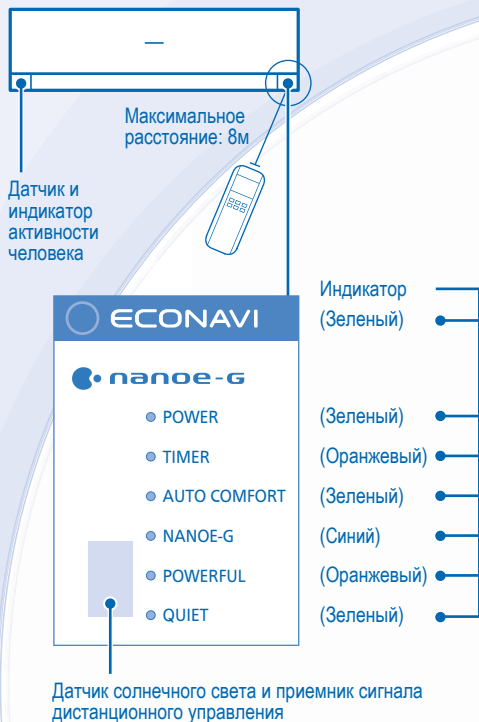 Максимальное
расстояние: 8м
Датчик и
индикатор
активности
человека
Индикатор
ECONAVI (Зеленый)
nanoe-G
POWER (Зеленый)
TIMER (Оранжевый)
AUTO COMFORT (Зеленый)
NANOE-G (Синий)
POWERFUL (Оранжевый)
QUIET (Зеленый)
Датчик солнечного света и приемник сигнала
дистанционного управления